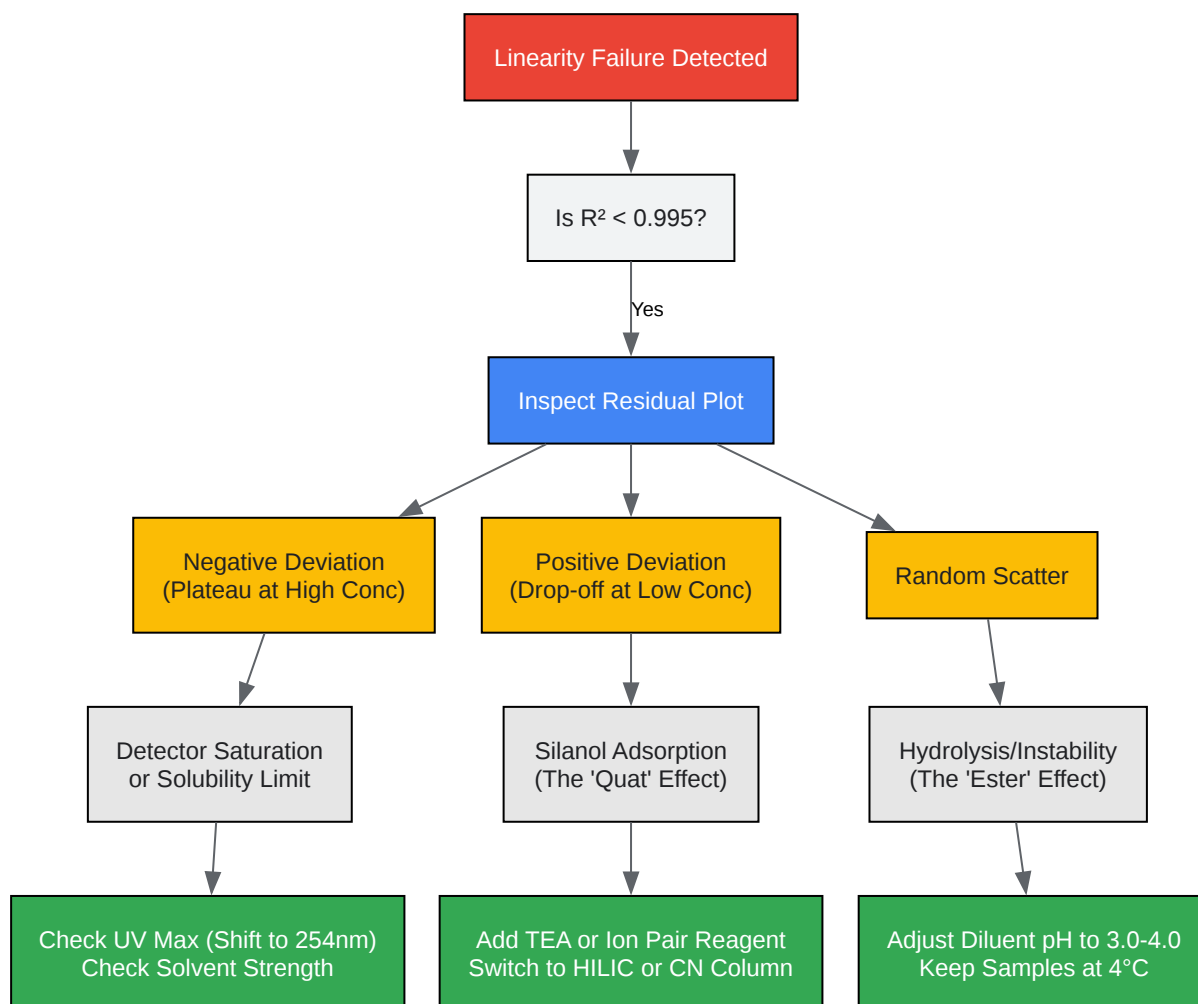 Linearity Failure Detected
Is R² < 0.995?
Yes
Inspect Residual Plot
Negative Deviation
(Plateau at High Conc)
Positive Deviation
(Drop-off at Low Conc)
Random Scatter
Detector Saturation
or Solubility Limit
Silanol Adsorption
(The 'Quat' Effect)
Hydrolysis/Instability
(The 'Ester' Effect)
Check UV Max (Shift to 254nm)
Check Solvent Strength
Add TEA or Ion Pair Reagent
Switch to HILIC or CN Column
Adjust Diluent pH to 3.0-4.0
Keep Samples at 4°C